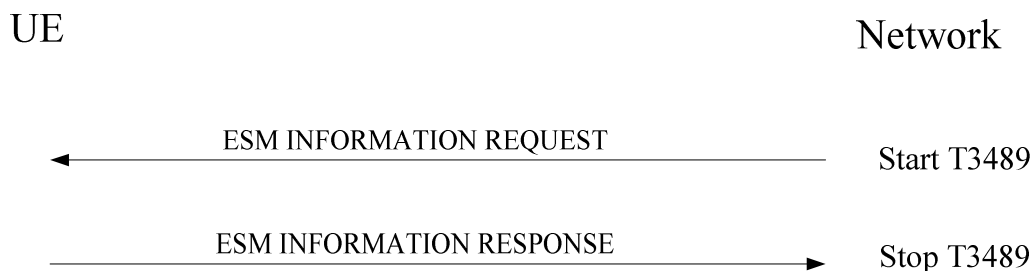 UE
Network
ESM INFORMATION REQUEST
Start T3489
ESM INFORMATION RESPONSE
Stop T3489